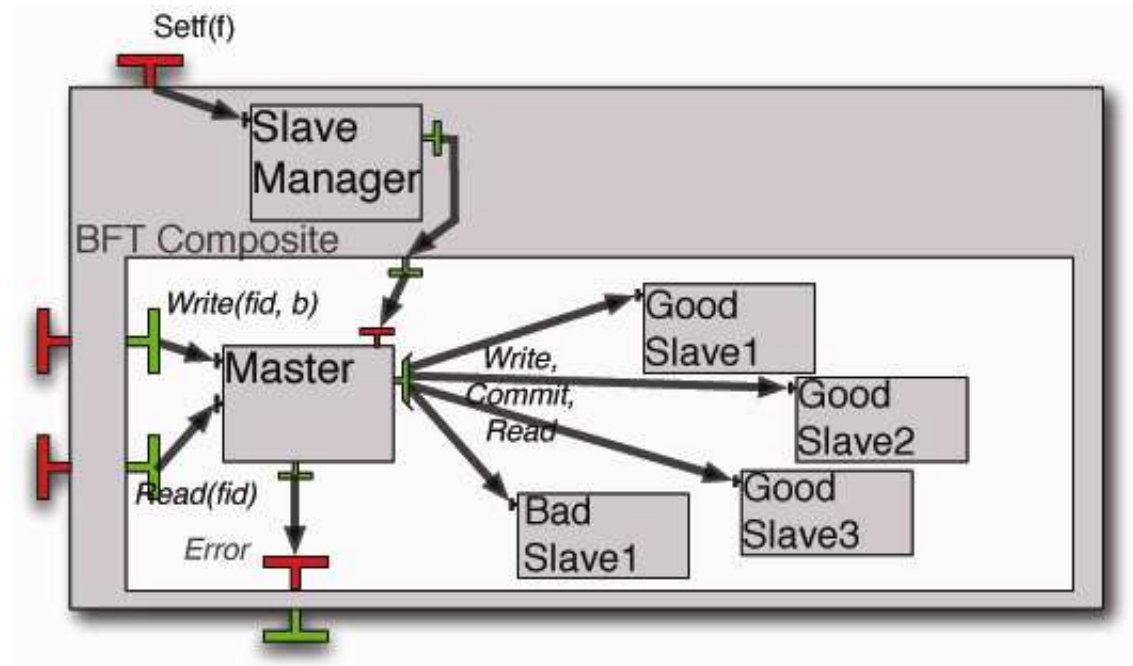 Setf(f)
Slave
Manager
BFT Composite
Write(fid, b)
Master
Read(fid)
Error
Write,
Commit,
Read
Good
Slave1
Good
Slave2
Good
Slave3
Bad
Slave1